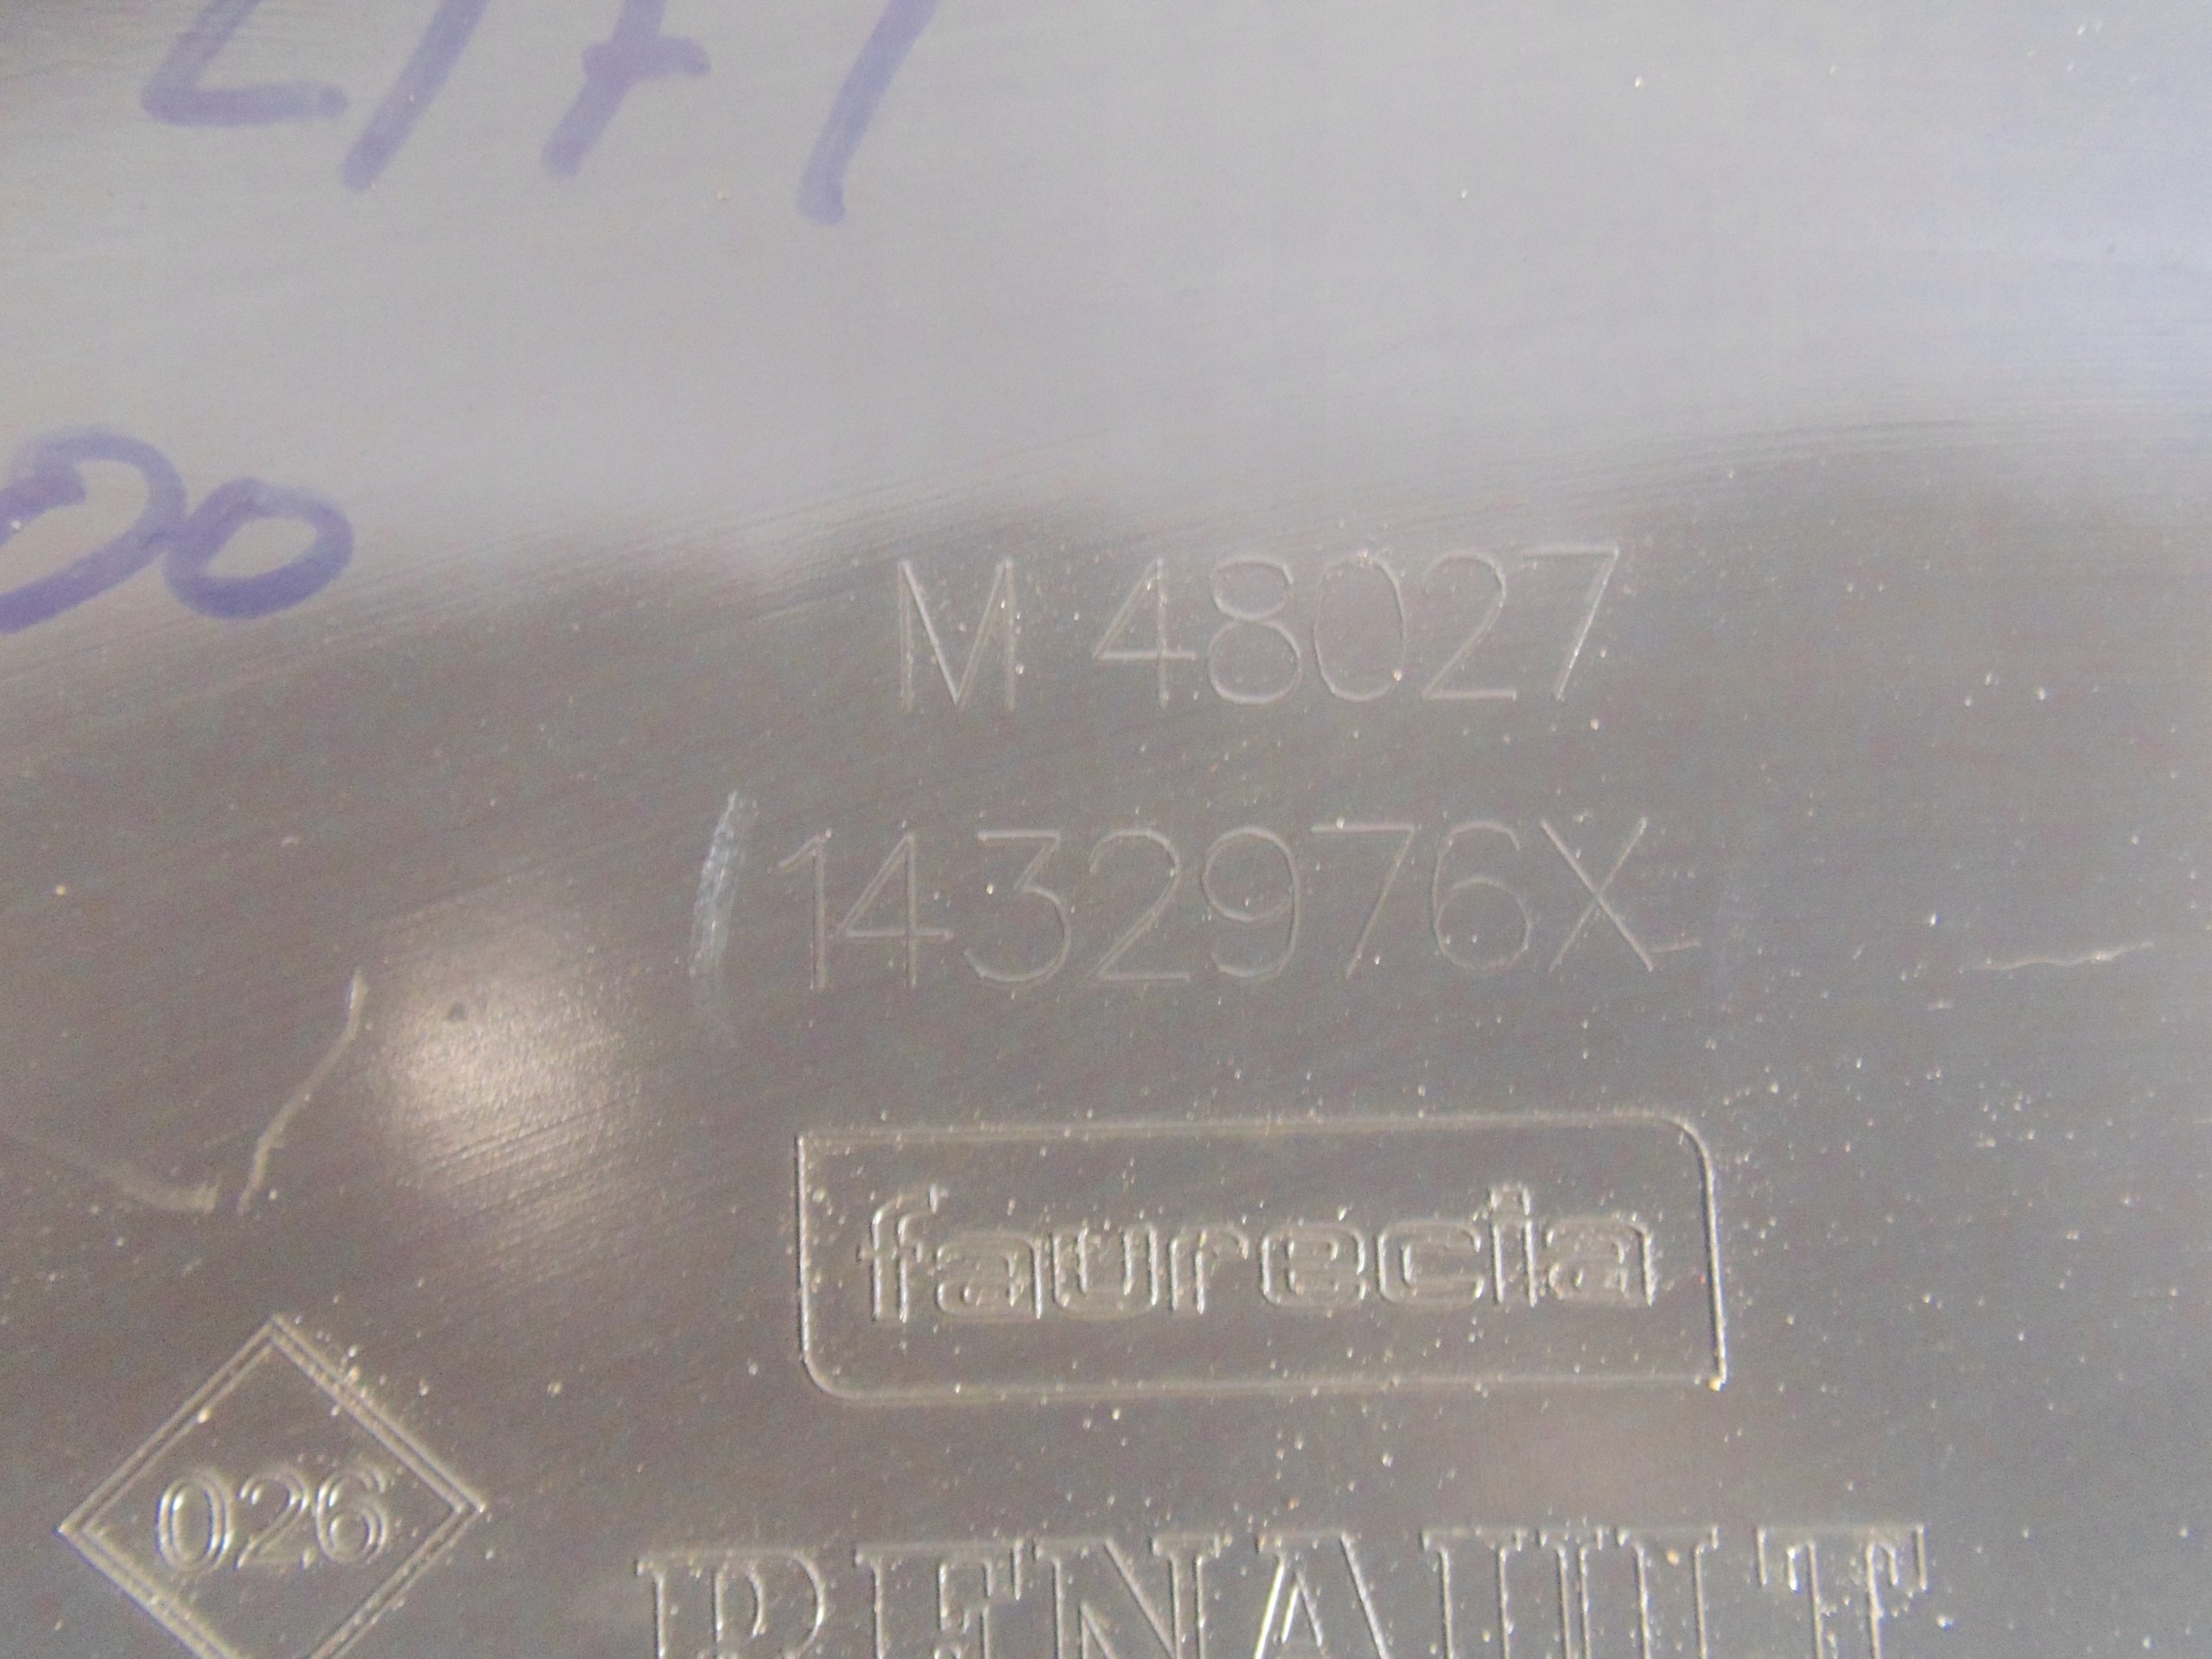 M 48027
1432976X-
faurecia
026
RENAULT